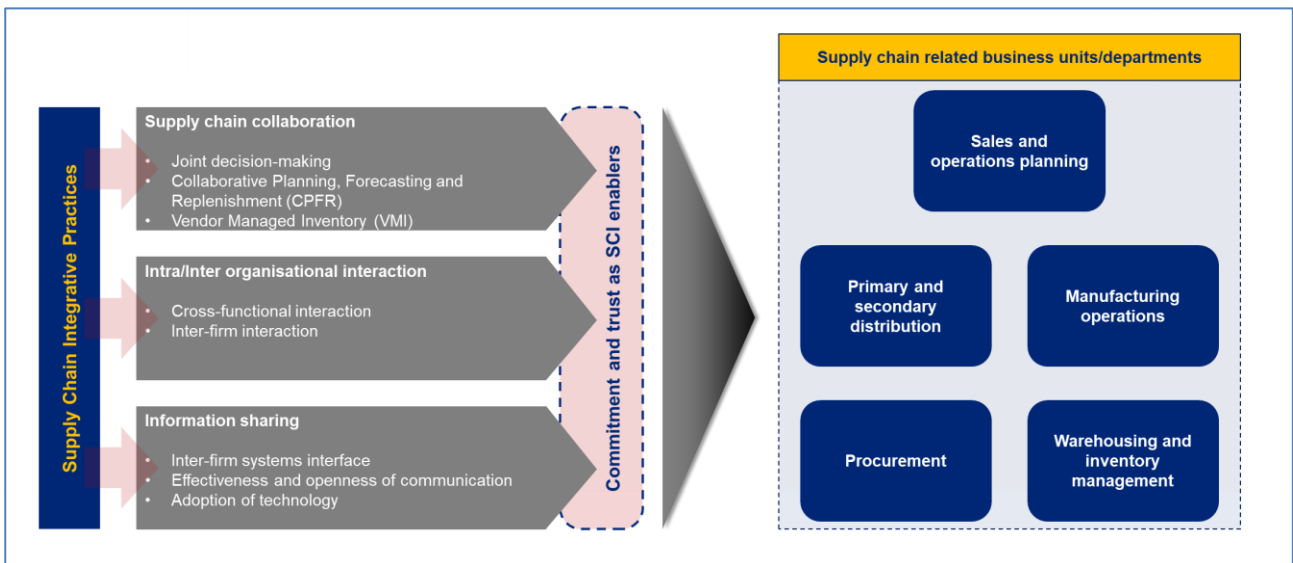 Supply Chain Integrative Practices
Supply chain collaboration
• Joint decision-making
• Collaborative Planning, Forecasting and
Replenishment (CPFR)
• Vendor Managed Inventory (VMI)
Intra/Inter organisational interaction
• Cross-functional interaction
• Inter-firm interaction
Information sharing
• Inter-firm systems interface
• Effectiveness and openness of communication
• Adoption of technology
Commitment and trust as SCI enablers
Supply chain related business units/departments
Sales and
operations planning
Primary and
secondary
distribution
Manufacturing
operations
Procurement
Warehousing and
inventory
management